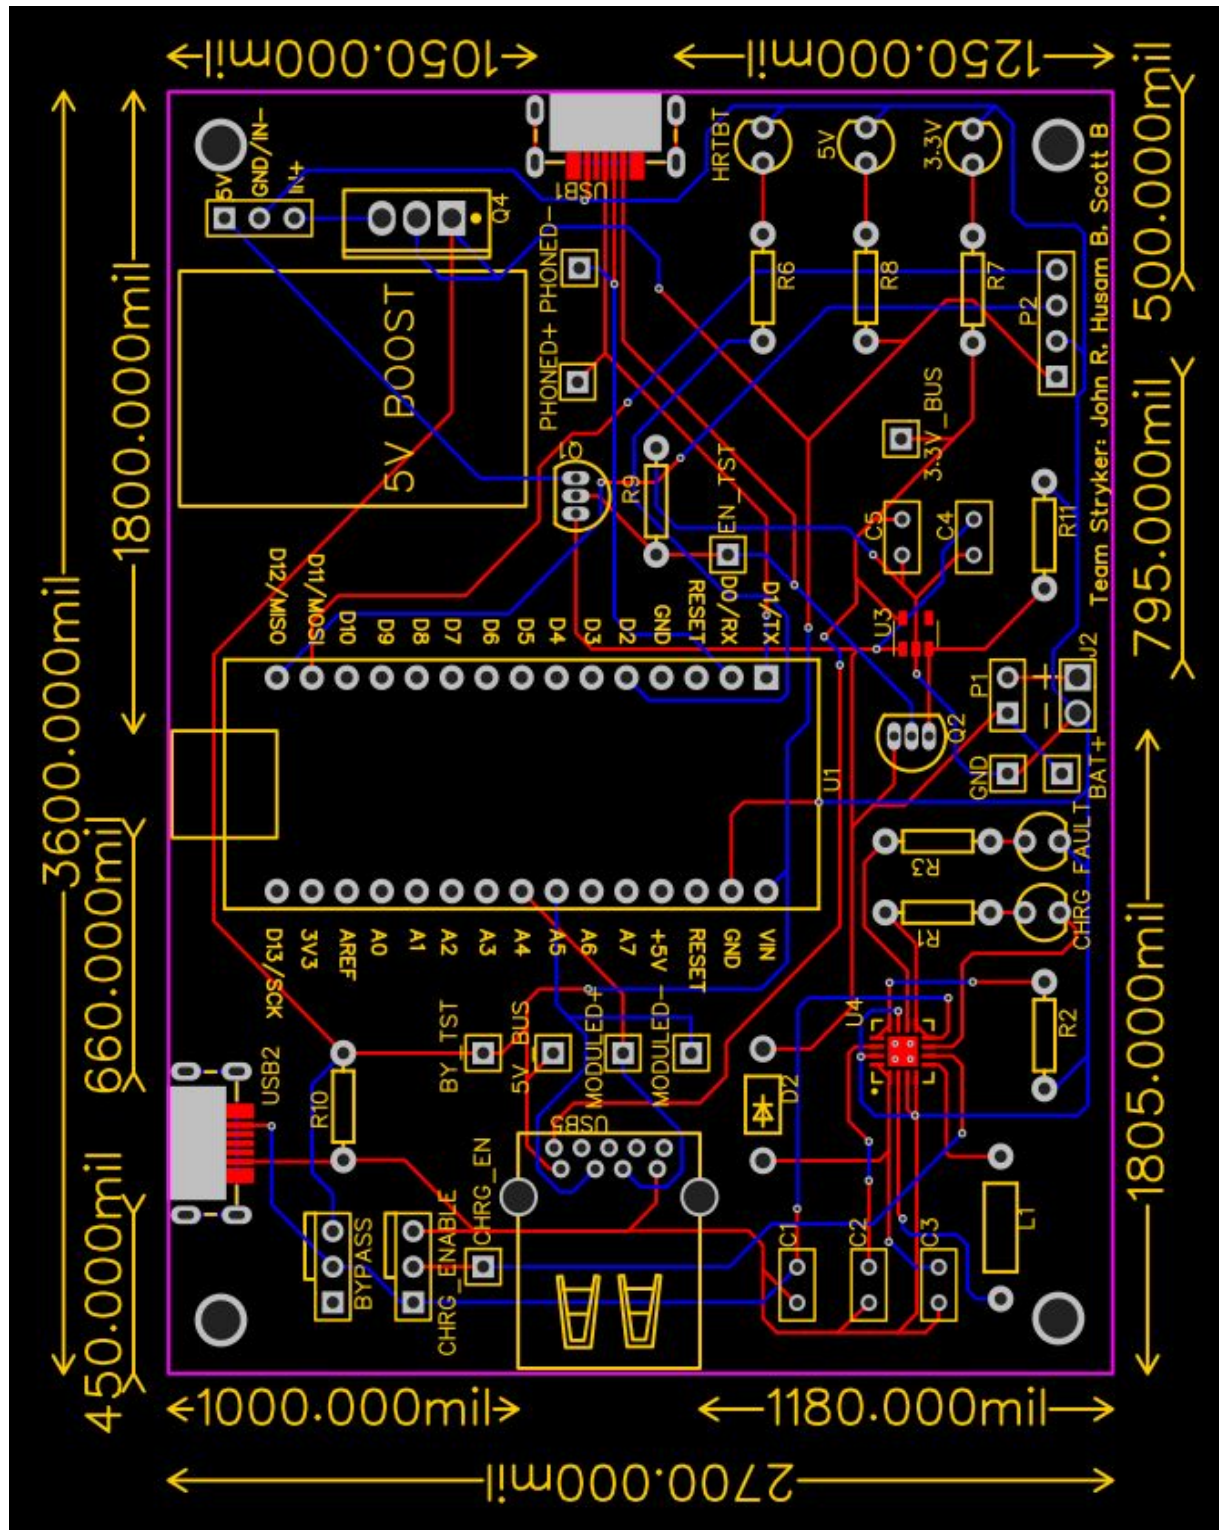 1050.000mil
1250.000mil
500.000mil
795.000mil
1805.000mil
3600.000mil
1800.000mil
660.000mil
450.000mil
1000.000mil
1180.000mil
2700.000mil
5V
GND/IN-
IN+
Q4
USB1
HRTBT
5V
3.3V
Team Stryker: John R, Husam B, Scott B
5V BOOST
PHONED-
PHONED+
R6
R8
R7
P2
3.3V_BUS
Q1
R9
EN_TST
C5
C4
R11
D12/MISO
D11/MOSI
D10
D9
D8
D7
D6
D5
D4
D3
D2
GND
RESET
D0/RX
D1/TX
U3
P1
J2
+
-
Q2
GND
BAT+
U1
R3
FAULT
R1
CHRG
D13/SCK
3V3
AREF
A0
A1
A2
A3
A4
A5
A6
A7
+5V
RESET
GND
VIN
BY_TST
5V_BUS
MODULED+
MODULED-
U4
R2
USB2
R10
D2
USB5
BYPASS
CHRG_ENABLE
CHRG_EN
C1
C2
C3
L1